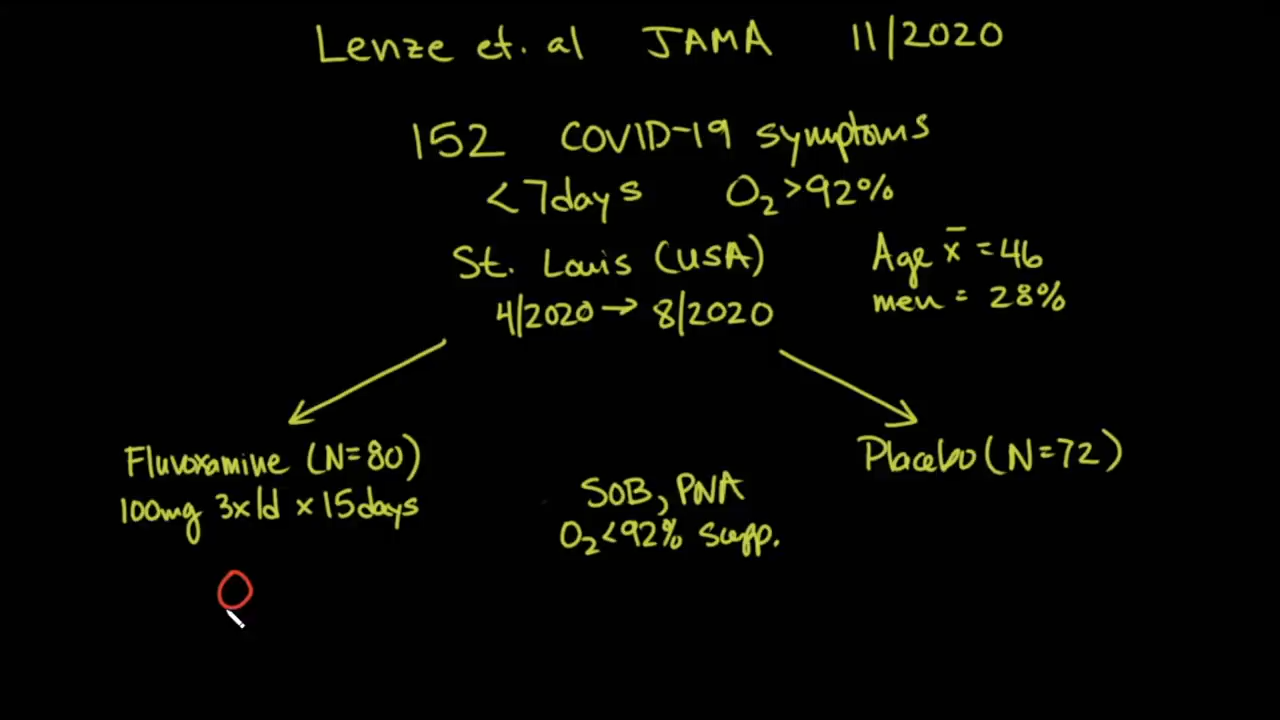 Lenze et. al JAMA 11/2020
152 COVID-19 symptoms
<7days O₂>92%
St. Louis (USA)
Age x̄ = 46
4/2020 → 8/2020
men = 28%
Fluvoxamine (N=80)
Placebo (N=72)
100mg 3x/d x 15days
SOB, PNA
O₂<92% supp.
0